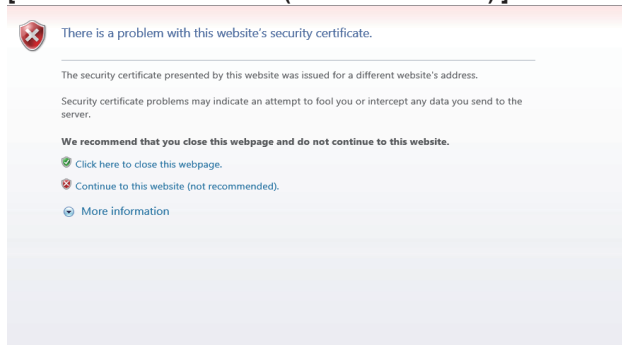 There is a problem with this website's security certificate.
The security certificate presented by this website was issued for a different website's address.
Security certificate problems may indicate an attempt to fool you or intercept any data you send to the
server.
We recommend that you close this webpage and do not continue to this website.
Click here to close this webpage.
Continue to this website (not recommended).
More information